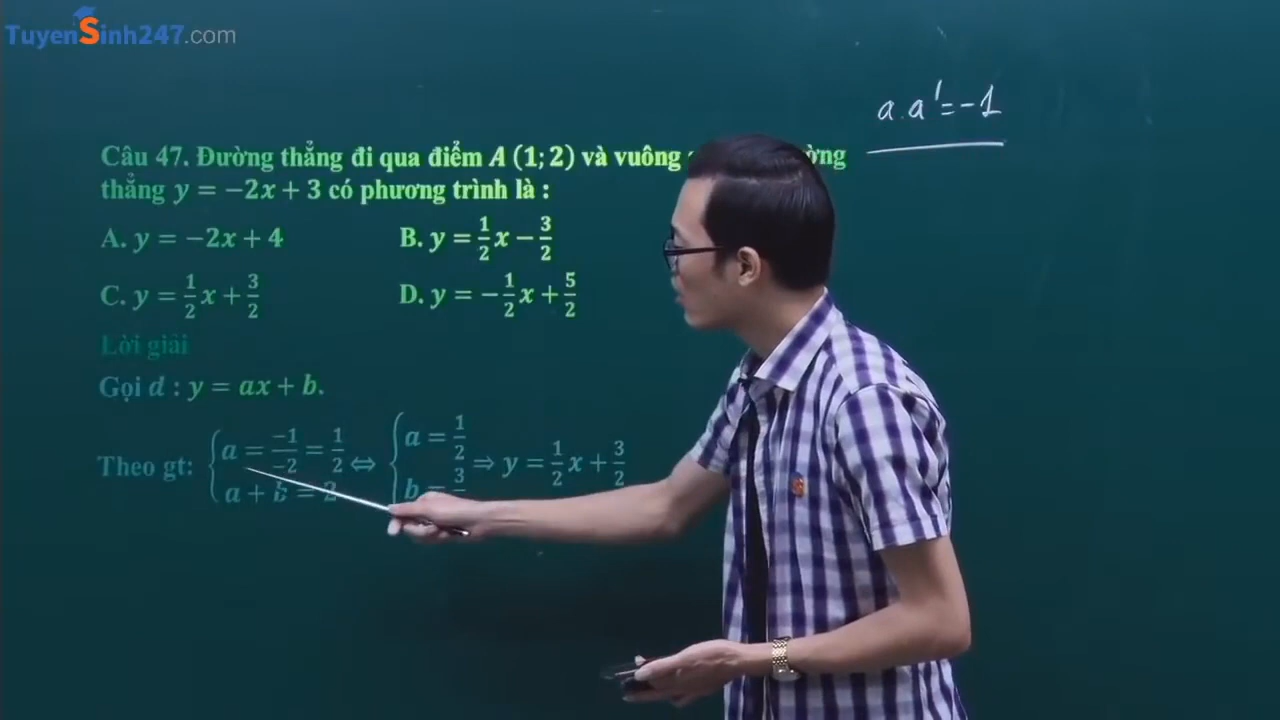 TuyenSinh247.com
a.a' = -1
Câu 47. Đường thẳng đi qua điểm A (1; 2) và vuông
thẳng y = -2x + 3 có phương trình là :
A. y = -2x + 4 B. y = 1/2 x - 3/2
C. y = 1/2 x + 3/2 D. y = -1/2 x + 5/2
Lời giải
Gọi d : y = ax + b.
Theo gt: { a = -1/-2 = 1/2 ; a + b = 2 ⇔ { a = 1/2 ; b = 3/ ⇒ y = 1/2 x + 3/2